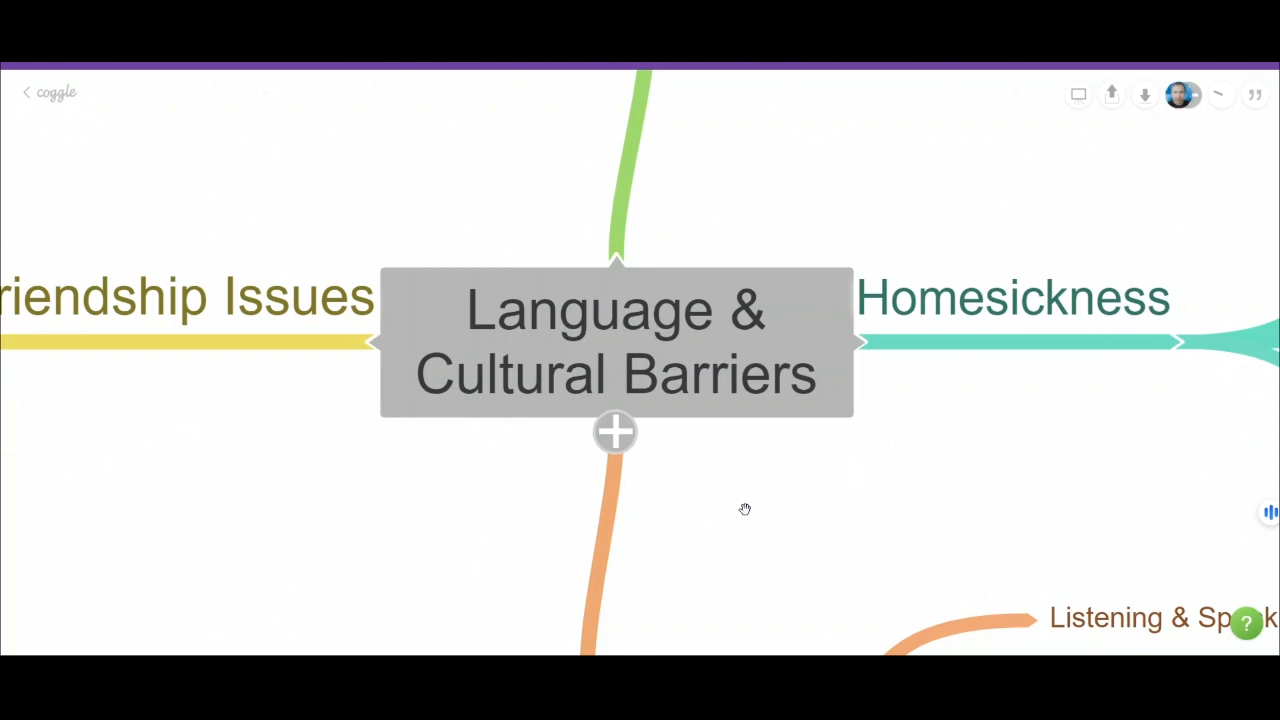 coggle
riendship Issues
Language &
Cultural Barriers
Homesickness
Listening & Sp
?